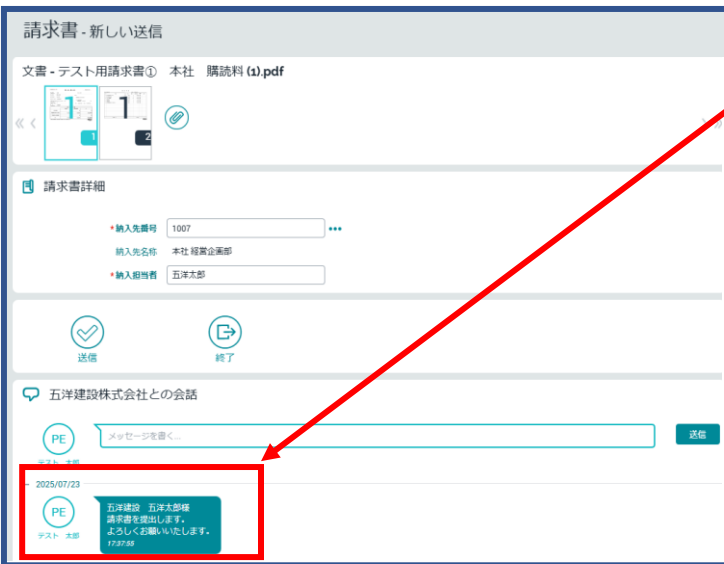 請求書 - 新しい送信
文書 - テスト用請求書① 本社 購読料 (1).pdf
1 1
1 2
請求書詳細
*納入先番号 1007
納入先名称 本社 経営企画部
*納入担当者 五洋太郎
送信 終了
五洋建設株式会社との会話
PE メッセージを書く... 送信
テスト 太郎
2025/07/23
PE
テスト 太郎
五洋建設 五洋太郎様
請求書を提出します。
よろしくお願いいたします。
17:37:55